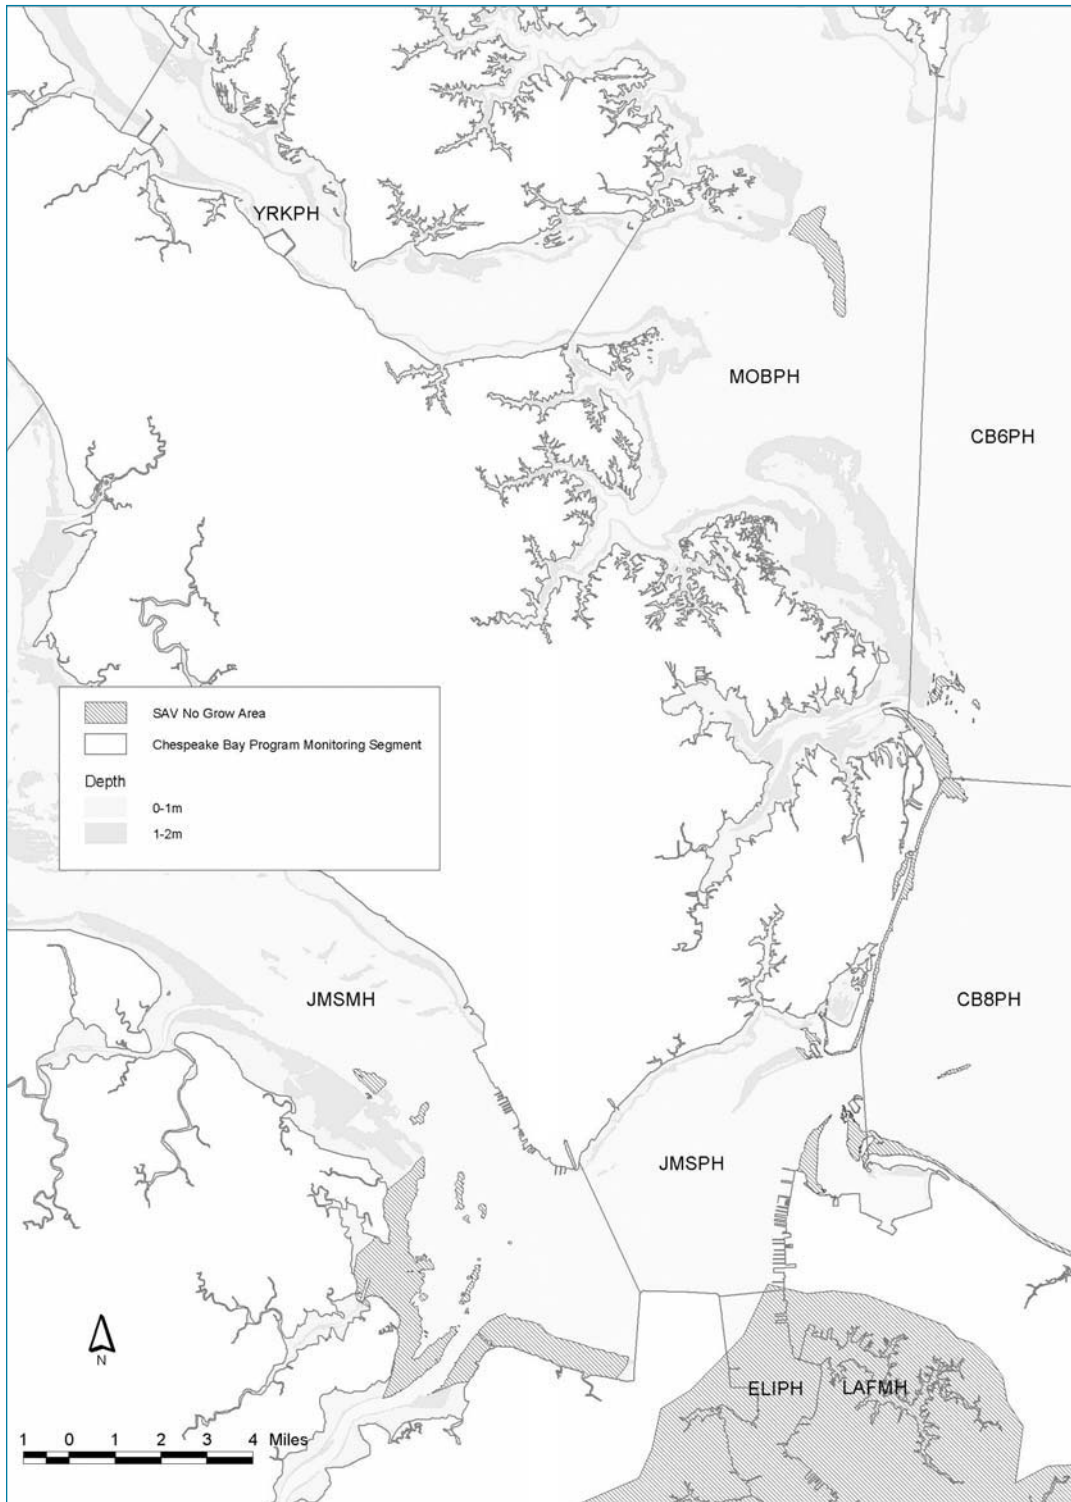 YRKPH
MOBPH
CB6PH
SAV No Grow Area
Chespeake Bay Program Monitoring Segment
Depth
0-1m
1-2m
JMSMH
CB8PH
JMSPH
ELIPH
LAFMH
N
1 0 1 2 3 4 Miles